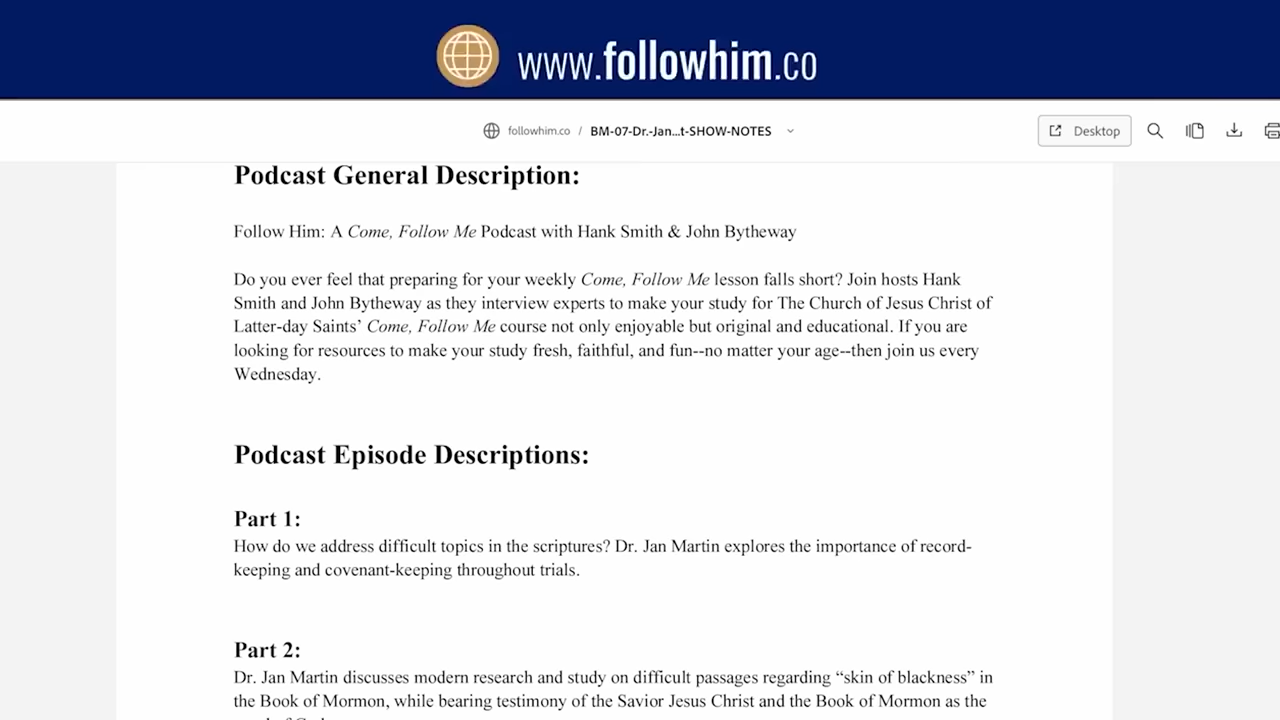 www.followhim.co
followhim.co / BM-07-Dr.-Jan...t-SHOW-NOTES
Desktop
Podcast General Description:
Follow Him: A Come, Follow Me Podcast with Hank Smith & John Bytheway
Do you ever feel that preparing for your weekly Come, Follow Me lesson falls short? Join hosts Hank
Smith and John Bytheway as they interview experts to make your study for The Church of Jesus Christ of
Latter-day Saints’ Come, Follow Me course not only enjoyable but original and educational. If you are
looking for resources to make your study fresh, faithful, and fun--no matter your age--then join us every
Wednesday.
Podcast Episode Descriptions:
Part 1:
How do we address difficult topics in the scriptures? Dr. Jan Martin explores the importance of record-
keeping and covenant-keeping throughout trials.
Part 2:
Dr. Jan Martin discusses modern research and study on difficult passages regarding “skin of blackness” in
the Book of Mormon, while bearing testimony of the Savior Jesus Christ and the Book of Mormon as the